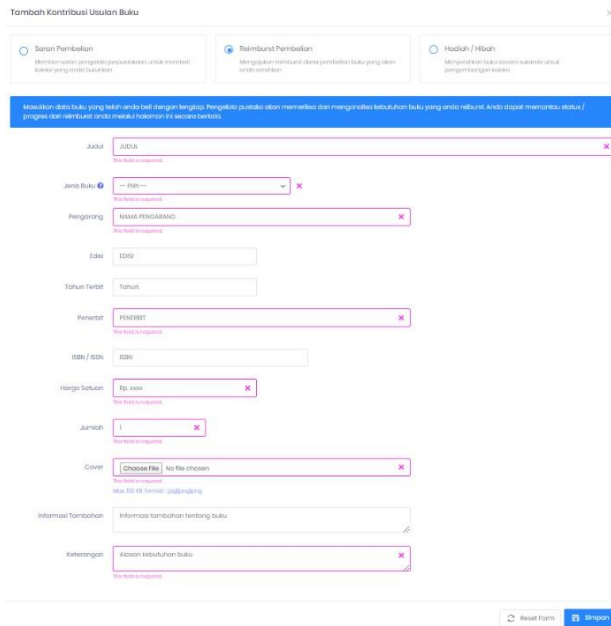 Tambah Kontribusi Usulan Buku
Saran Pembelian
Memberi saran pengelola perpustakaan untuk membeli
koleksi yang anda butuhkan
Reimburst Pembelian
Mengajukan reimburst dana pembelian buku yang akan
anda serahkan
Hadiah / Hibah
Menyerahkan buku secara sukarela untuk
pengembangan koleksi
Masukkan data buku yang telah anda beli dengan lengkap. Pengelola pustaka akan memeriksa dan menganalisa kebutuhan buku yang anda reiburst. Anda dapat memantau status /
progres dari reimburst anda melalui halaman ini secara berkala.
Judul
JUDUL
This field is required.
Jenis Buku
-- Pilih --
This field is required.
Pengarang
NAMA PENGARANG
This field is required.
Edisi
EDISI
Tahun Terbit
Tahun
Penerbit
PENERBIT
This field is required.
ISBN / ISSN
ISBN
Harga Satuan
Rp. xxxx
This field is required.
Jumlah
1
This field is required.
Cover
Choose File No file chosen
This field is required.
Max. 150 KB, format : jpg|jpeg|png
Informasi Tambahan
Informasi tambahan tentang buku
Keterangan
Alasan kebutuhan buku
This field is required.
Reset Form
Simpan